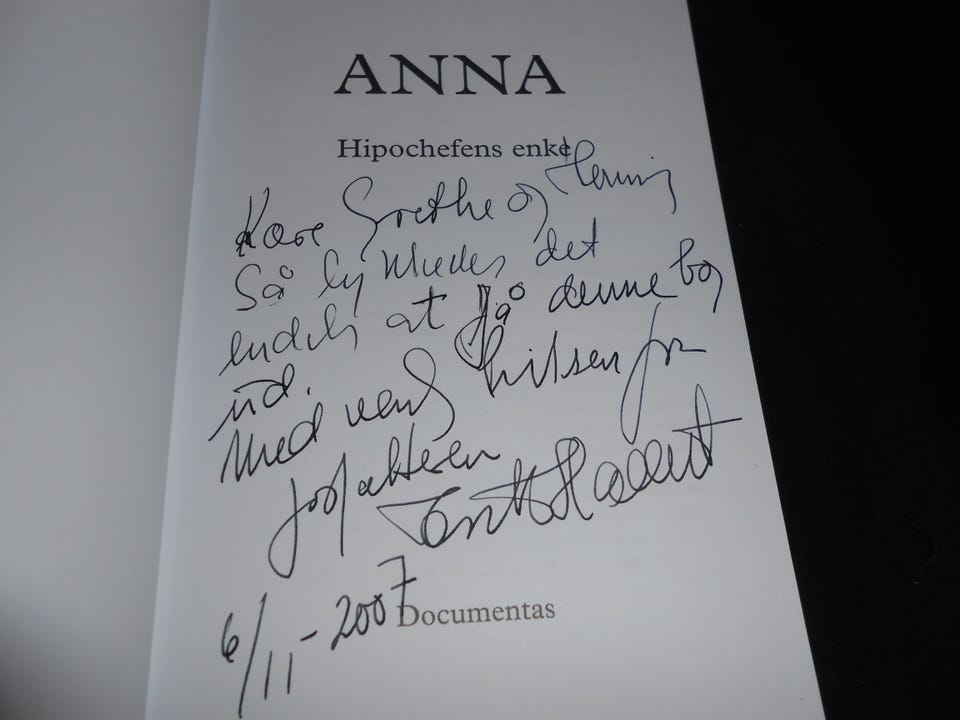 ANNA
Hipochefens enke
Kære Grethe og Henning
Så lykkedes det
endelig at få denne bog
ud.
Med venlig hilsen fra
forfatteren
6/11-2007
Documentas